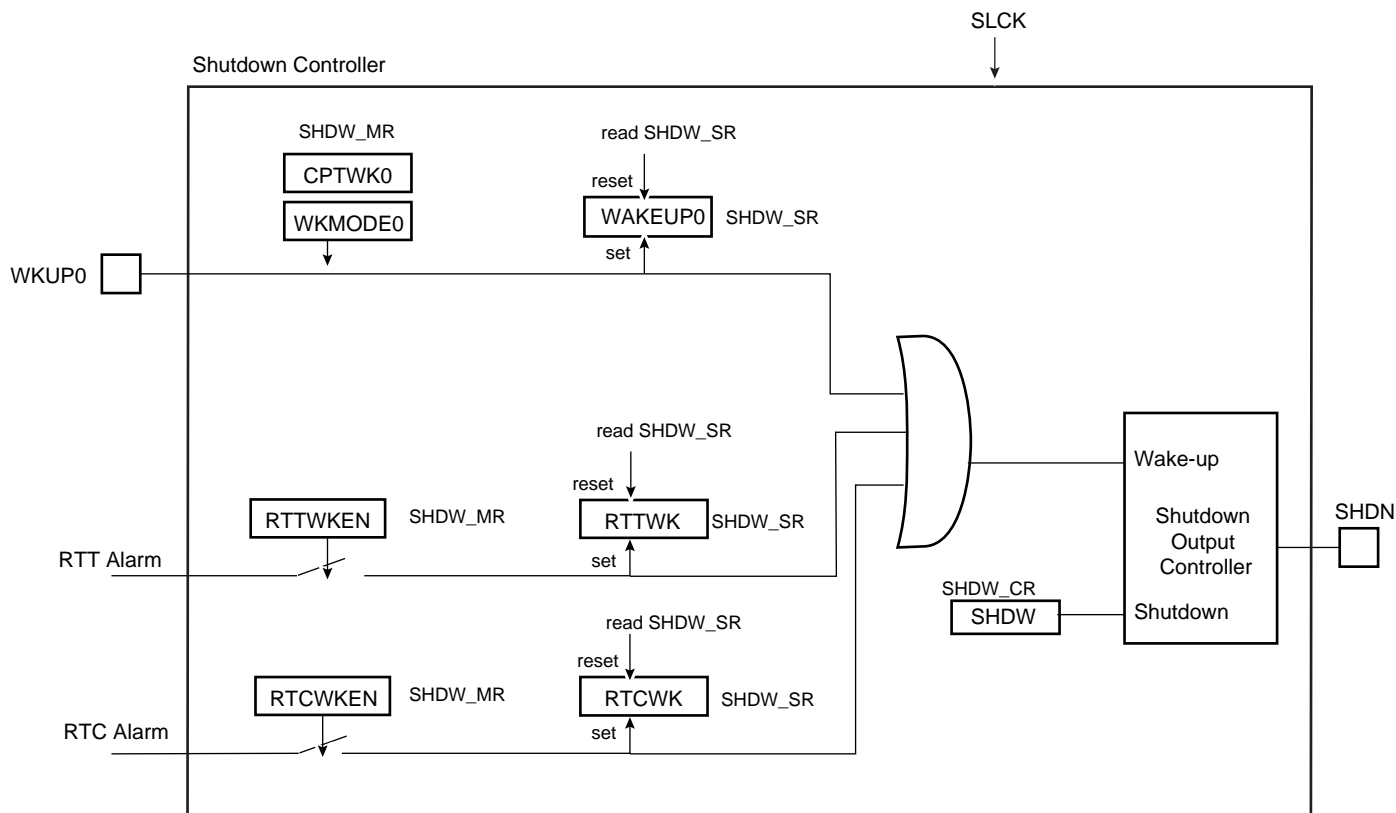 SLCK
Shutdown Controller
SHDW_MR
CPTWK0
WKMODE0
read SHDW_SR
reset
WAKEUP0
SHDW_SR
set
WKUP0
read SHDW_SR
reset
RTTWKEN
SHDW_MR
RTTWK
SHDW_SR
set
RTT Alarm
read SHDW_SR
reset
RTCWKEN
SHDW_MR
RTCWK
SHDW_SR
set
RTC Alarm
Wake-up
Shutdown
Output
Controller
SHDW_CR
SHDW
Shutdown
SHDN